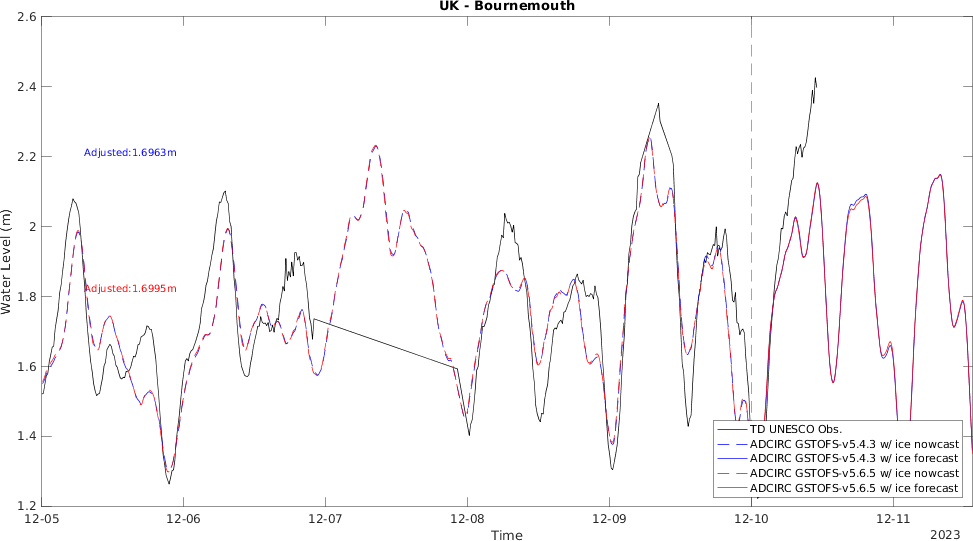 UK - Bournemouth
2.6
2.4
2.2
2
1.8
1.6
1.4
1.2
Water Level (m)
Adjusted:1.6963m
Adjusted:1.6995m
TD UNESCO Obs.
ADCIRC GSTOFS-v5.4.3 w/ ice nowcast
ADCIRC GSTOFS-v5.4.3 w/ ice forecast
ADCIRC GSTOFS-v5.6.5 w/ ice nowcast
ADCIRC GSTOFS-v5.6.5 w/ ice forecast
12-05 12-06 12-07 12-08 12-09 12-10 12-11
Time
2023